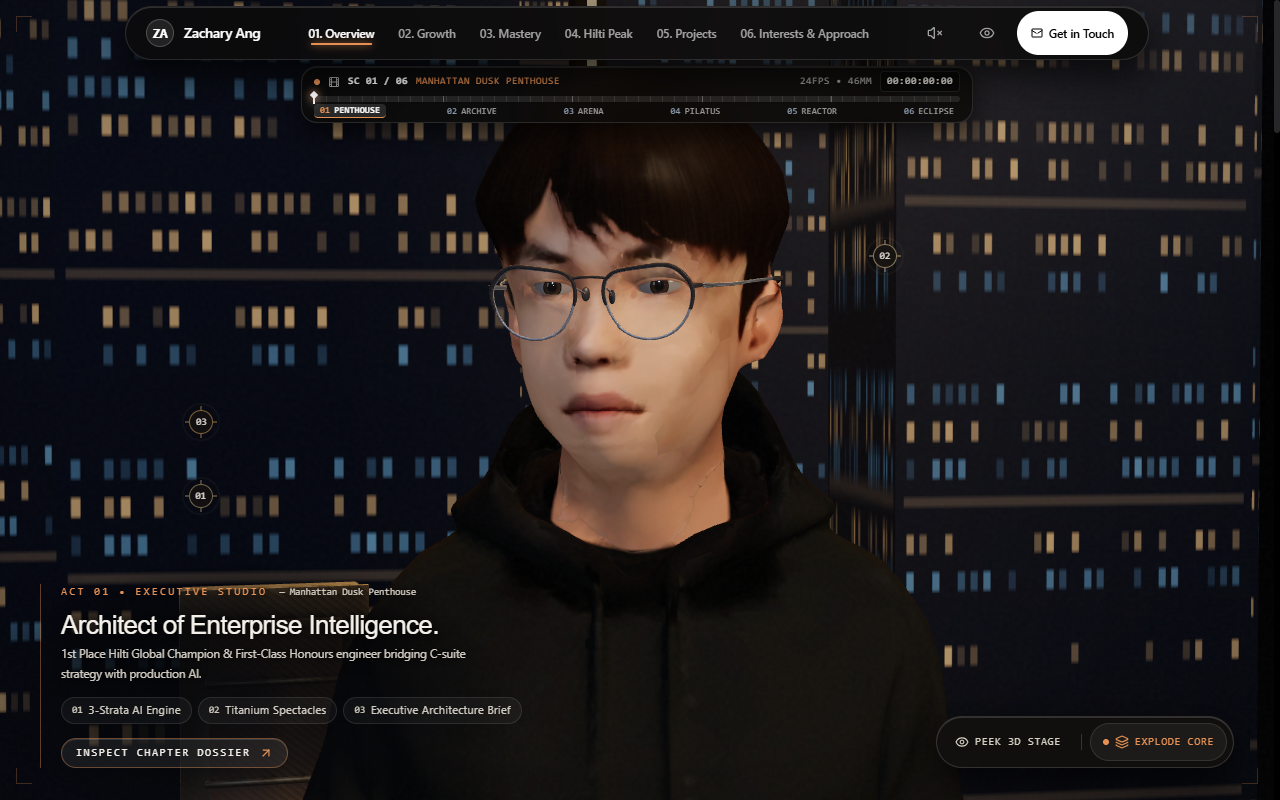 ZA Zachary Ang 01. Overview 02. Growth 03. Mastery 04. Hilti Peak 05. Projects 06. Interests & Approach Get in Touch
SC 01 / 06 MANHATTAN DUSK PENTHOUSE 24FPS • 46MM 00:00:00:00
01 PENTHOUSE 02 ARCHIVE 03 ARENA 04 PILATUS 05 REACTOR 06 ECLIPSE
02
03
01
ACT 01 • EXECUTIVE STUDIO — Manhattan Dusk Penthouse
Architect of Enterprise Intelligence.
1st Place Hilti Global Champion & First-Class Honours engineer bridging C-suite
strategy with production AI.
01 3-Strata AI Engine 02 Titanium Spectacles 03 Executive Architecture Brief
INSPECT CHAPTER DOSSIER
PEEK 3D STAGE EXPLODE CORE